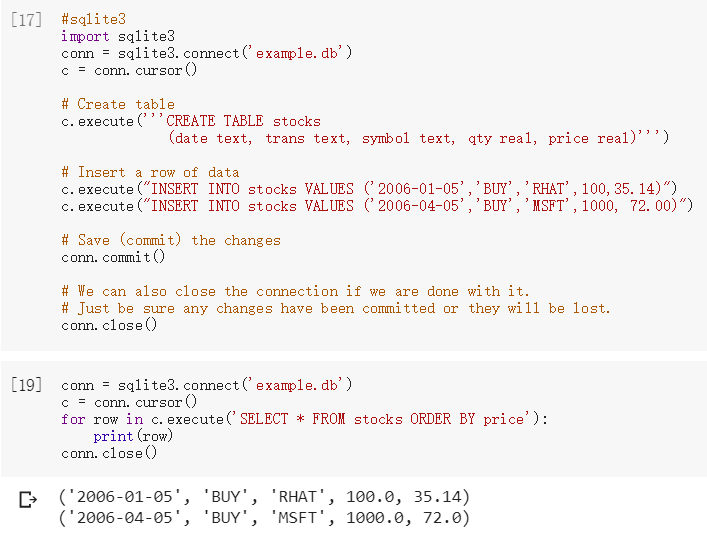 [17] #sqlite3
import sqlite3
conn = sqlite3.connect('example.db')
c = conn.cursor()
# Create table
c.execute('''CREATE TABLE stocks
(date text, trans text, symbol text, qty real, price real)''')
# Insert a row of data
c.execute("INSERT INTO stocks VALUES ('2006-01-05','BUY','RHAT',100,35.14)")
c.execute("INSERT INTO stocks VALUES ('2006-04-05','BUY','MSFT',1000, 72.00)")
# Save (commit) the changes
conn.commit()
# We can also close the connection if we are done with it.
# Just be sure any changes have been committed or they will be lost.
conn.close()
[19] conn = sqlite3.connect('example.db')
c = conn.cursor()
for row in c.execute('SELECT * FROM stocks ORDER BY price'):
print(row)
conn.close()
('2006-01-05', 'BUY', 'RHAT', 100.0, 35.14)
('2006-04-05', 'BUY', 'MSFT', 1000.0, 72.0)